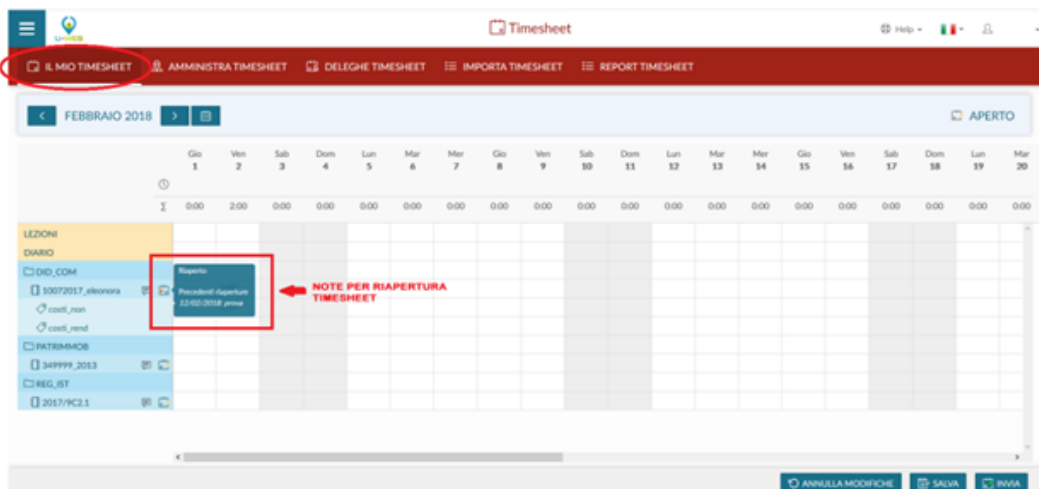 U-WEB
Timesheet
Help
IL MIO TIMESHEET AMMINISTRA TIMESHEET DELEGHE TIMESHEET IMPORTA TIMESHEET REPORT TIMESHEET
FEBBRAIO 2018 APERTO
Gio Ven Sab Dom Lun Mar Mer Gio Ven Sab Dom Lun Mar Mer Gio Ven Sab Dom Lun Mar
1 2 3 4 5 6 7 8 9 10 11 12 13 14 15 16 17 18 19 20
Σ 0:00 2:00 0:00 0:00 0:00 0:00 0:00 0:00 0:00 0:00 0:00 0:00 0:00 0:00 0:00 0:00 0:00 0:00 0:00 0:00
LEZIONI
DIARIO
DID_COM
Riaperto
10072017_eleonora
Precedenti riaperture
12/02/2018 prova
NOTE PER RIAPERTURA
TIMESHEET
costi_non
costi_rend
PATRIMMOB
349999_2013
REG_IST
2017/9C2.1
ANNULLA MODIFICHE SALVA INVIA